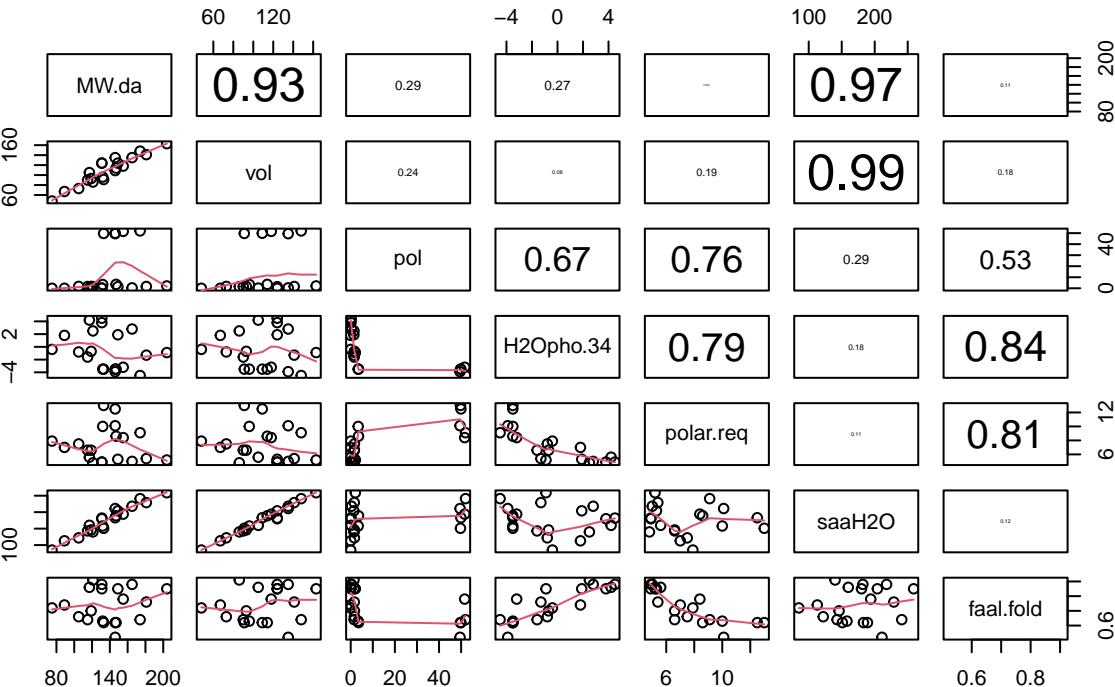 60 120 −4 0 4 100 200
MW.da 0.93 0.29 0.27 0.97 0.11 80 200
60 160 vol 0.24 0.08 0.19 0.99 0.18
pol 0.67 0.76 0.29 0.53 0 40
−4 2 H2Opho.34 0.79 0.18 0.84
polar.req 0.11 0.81 6 12
100 saaH2O 0.12
faal.fold 0.6
80 140 200 0 20 40 6 10 0.6 0.8